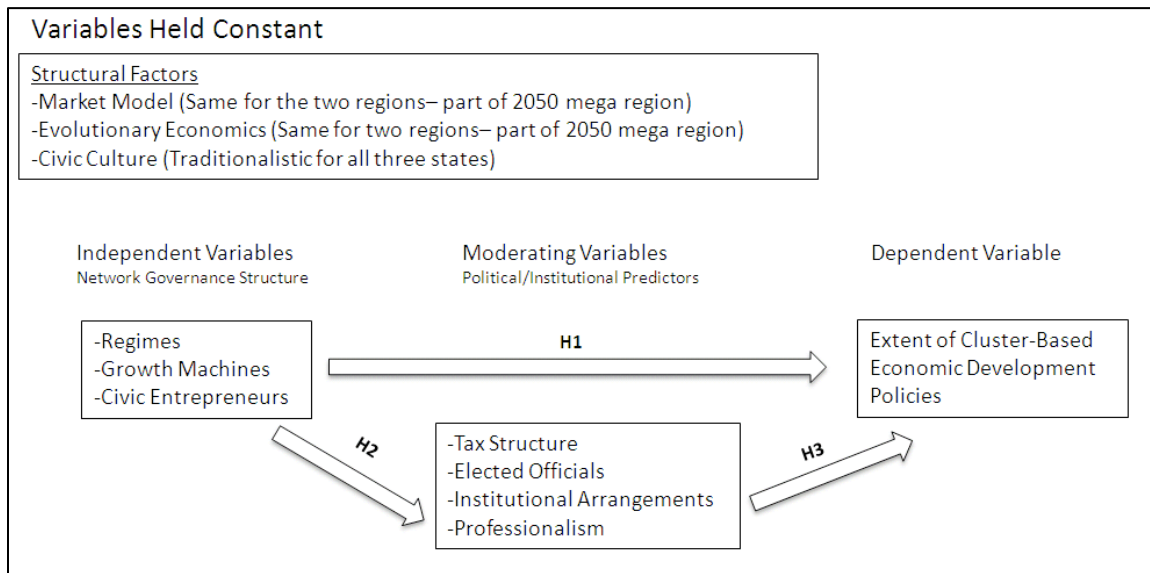 Variables Held Constant
Structural Factors
-Market Model (Same for the two regions– part of 2050 mega region)
-Evolutionary Economics (Same for two regions– part of 2050 mega region)
-Civic Culture (Traditionalistic for all three states)
Independent Variables
Network Governance Structure
Moderating Variables
Political/Institutional Predictors
Dependent Variable
-Regimes
-Growth Machines
-Civic Entrepreneurs
H1
Extent of Cluster-Based
Economic Development
Policies
H2
-Tax Structure
-Elected Officials
-Institutional Arrangements
-Professionalism
H3